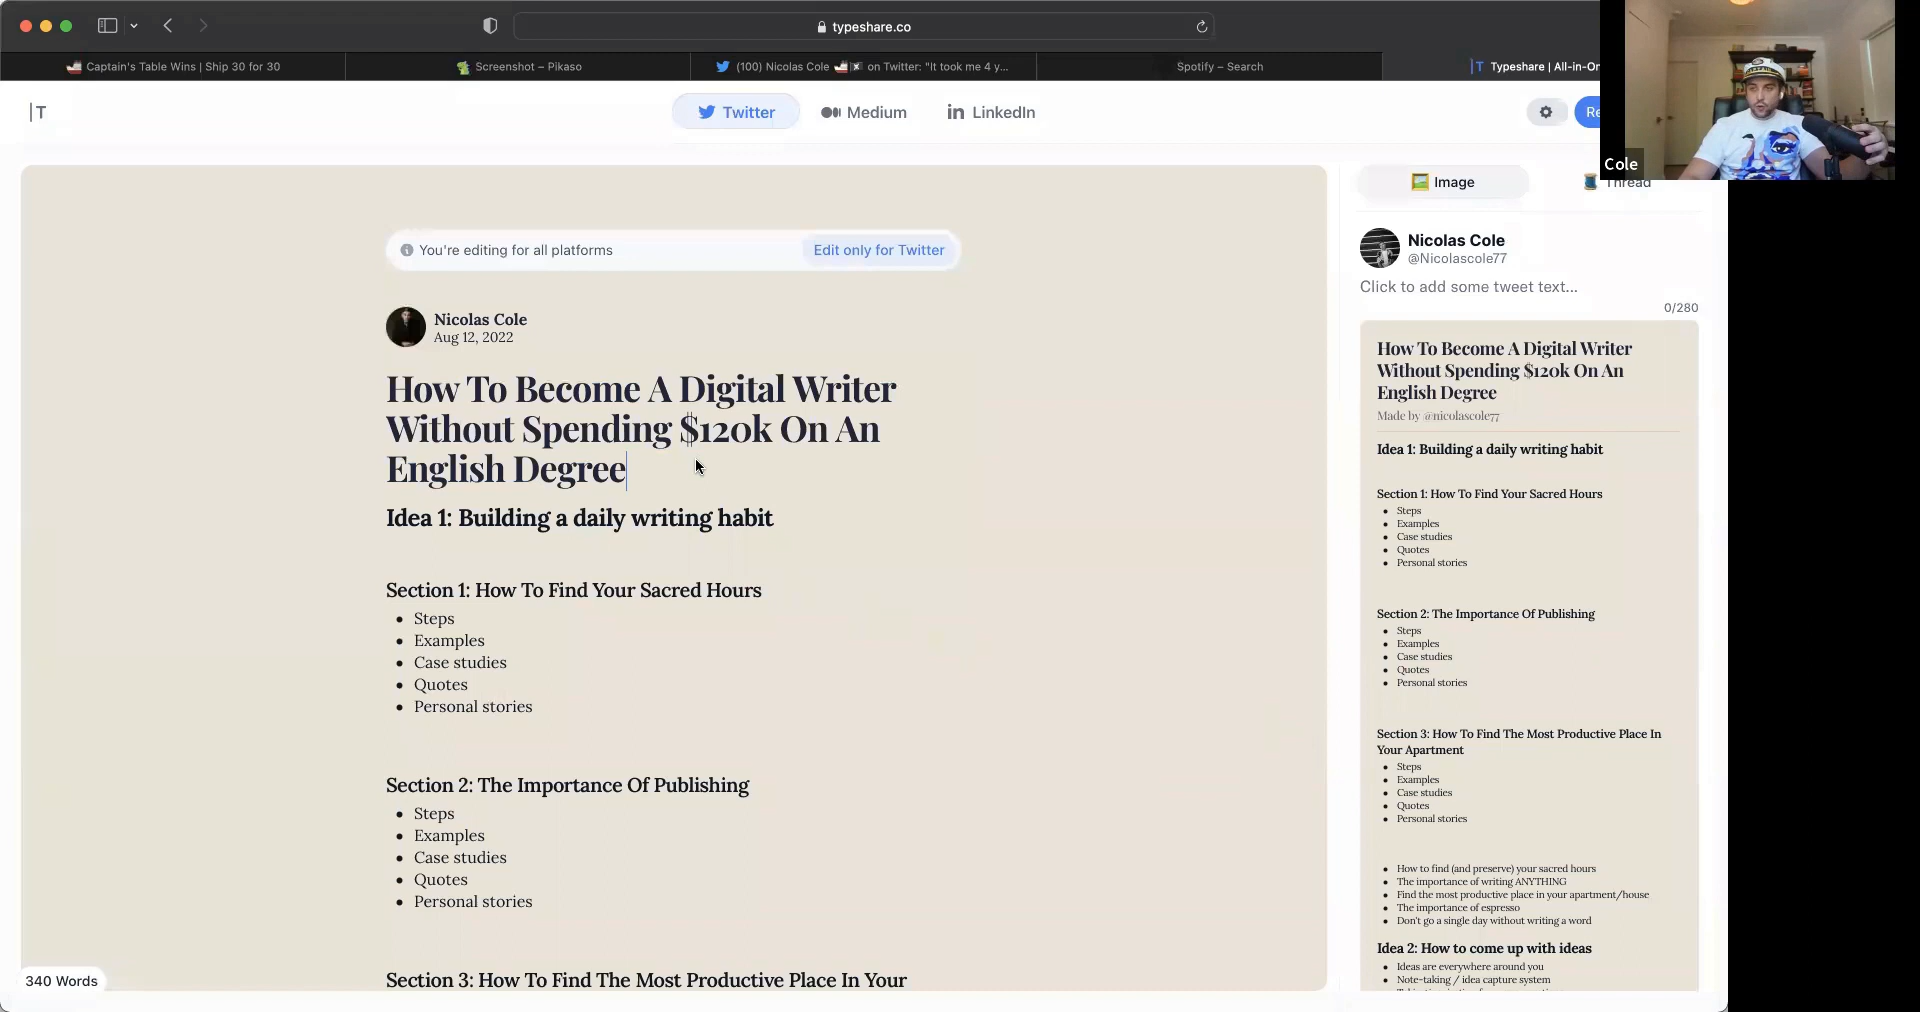 typeshare.co
Captain's Table Wins | Ship 30 for 30
Screenshot – Pikaso
(100) Nicolas Cole on Twitter: "It took me 4 y...
Spotify – Search
Typeshare | All-in-On
T
Twitter
Medium
LinkedIn
Re
Cole
You're editing for all platforms
Edit only for Twitter
Nicolas Cole
Aug 12, 2022
How To Become A Digital Writer
Without Spending $120k On An
English Degree
Idea 1: Building a daily writing habit
Section 1: How To Find Your Sacred Hours
Steps
Examples
Case studies
Quotes
Personal stories
Section 2: The Importance Of Publishing
Steps
Examples
Case studies
Quotes
Personal stories
Section 3: How To Find The Most Productive Place In Your
340 Words
Image
Thread
Nicolas Cole
@Nicolascole77
Click to add some tweet text...
0/280
How To Become A Digital Writer
Without Spending $120k On An
English Degree
Made by @nicolascole77
Idea 1: Building a daily writing habit
Section 1: How To Find Your Sacred Hours
Steps
Examples
Case studies
Quotes
Personal stories
Section 2: The Importance Of Publishing
Steps
Examples
Case studies
Quotes
Personal stories
Section 3: How To Find The Most Productive Place In
Your Apartment
Steps
Examples
Case studies
Quotes
Personal stories
How to find (and preserve) your sacred hours
The importance of writing ANYTHING
Find the most productive place in your apartment/house
The importance of espresso
Don't go a single day without writing a word
Idea 2: How to come up with ideas
Ideas are everywhere around you
Note-taking / idea capture system